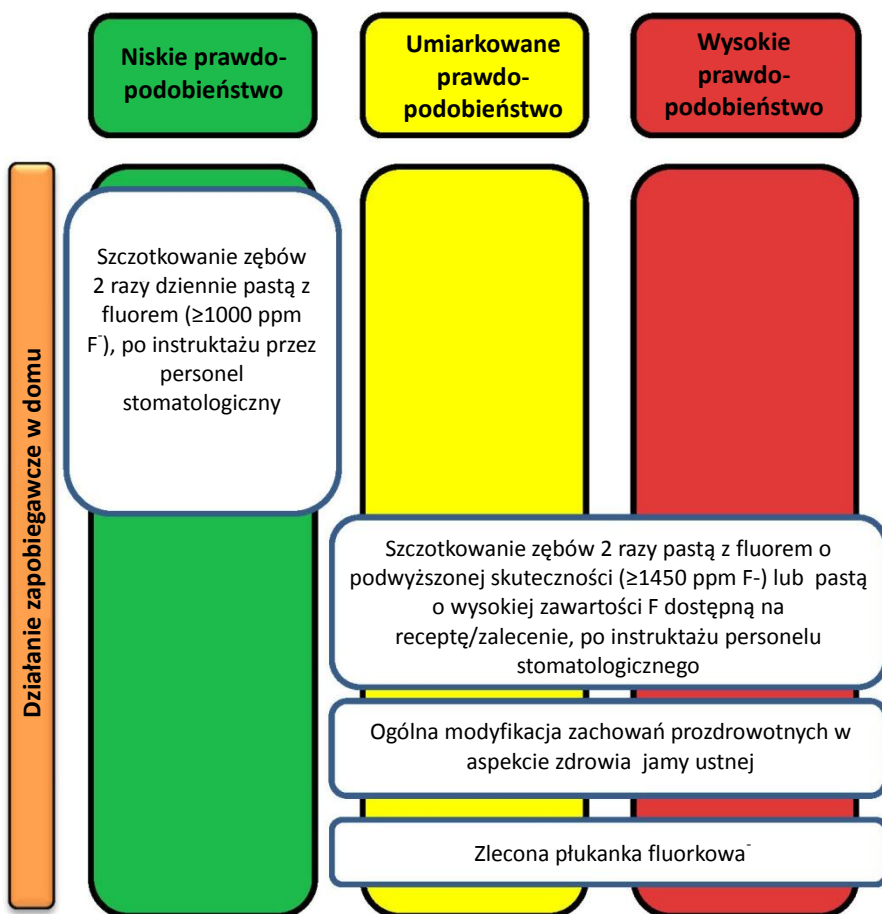 Niskie prawdo-
podobieństwo
Umiarkowane
prawdo-
podobieństwo
Wysokie
prawdo-
podobieństwo
Działanie zapobiegawcze w domu
Szczotkowanie zębów
2 razy dziennie pastą z
fluorem (≥1000 ppm
F⁻), po instruktażu przez
personel
stomatologiczny
Szczotkowanie zębów 2 razy pastą z fluorem o
podwyższonej skuteczności (≥1450 ppm F-) lub pastą
o wysokiej zawartości F dostępną na
receptę/zalecenie, po instruktażu personelu
stomatologicznego
Ogólna modyfikacja zachowań prozdrowotnych w
aspekcie zdrowia jamy ustnej
Zlecona płukanka fluorkowa⁻